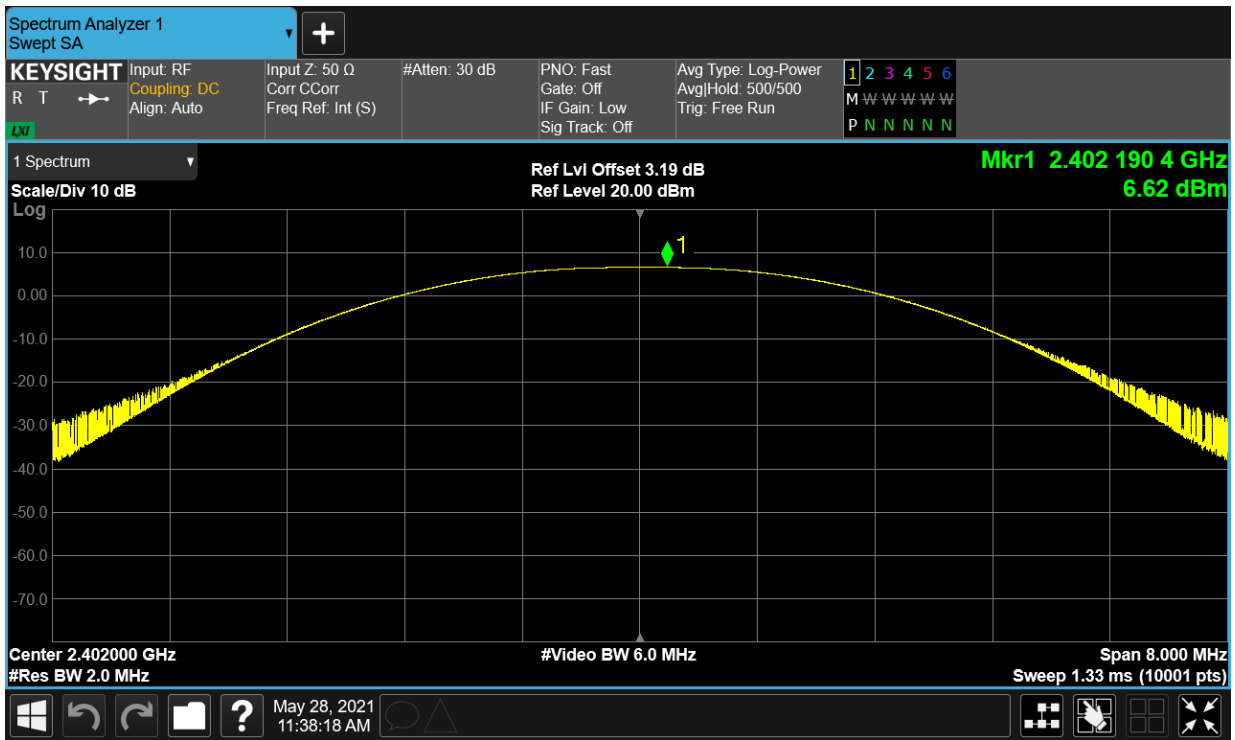 Spectrum Analyzer 1
Swept SA
KEYSIGHT
R T
LXI
Input: RF
Coupling: DC
Align: Auto
Input Z: 50 Ω
Corr CCorr
Freq Ref: Int (S)
#Atten: 30 dB
PNO: Fast
Gate: Off
IF Gain: Low
Sig Track: Off
Avg Type: Log-Power
Avg|Hold: 500/500
Trig: Free Run
1 2 3 4 5 6
M W W W W W
P N N N N N
1 Spectrum
Scale/Div 10 dB
Log
Ref Lvl Offset 3.19 dB
Ref Level 20.00 dBm
Mkr1 2.402 190 4 GHz
6.62 dBm
1
10.0
0.00
-10.0
-20.0
-30.0
-40.0
-50.0
-60.0
-70.0
Center 2.402000 GHz
#Res BW 2.0 MHz
#Video BW 6.0 MHz
Span 8.000 MHz
Sweep 1.33 ms (10001 pts)
?
May 28, 2021
11:38:18 AM